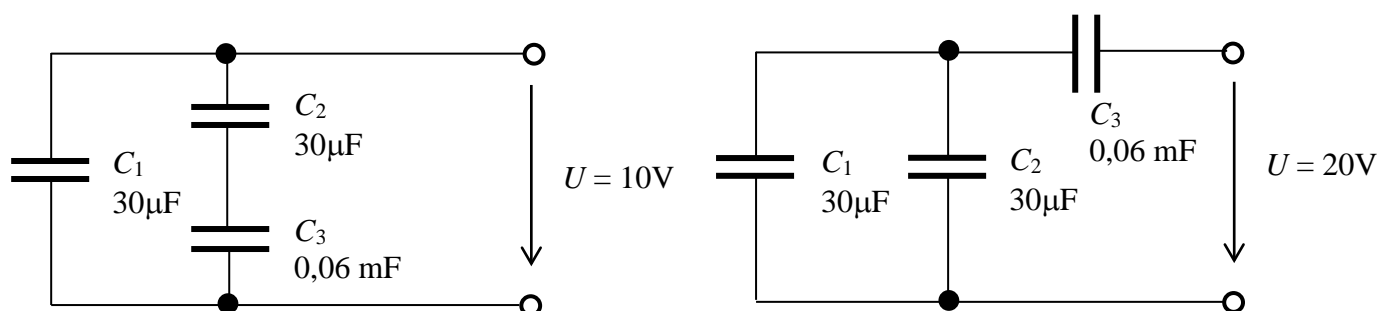 C₂
30μF
C₁
30μF
C₃
0,06 mF
U = 10V
C₃
0,06 mF
C₁
30μF
C₂
30μF
U = 20V